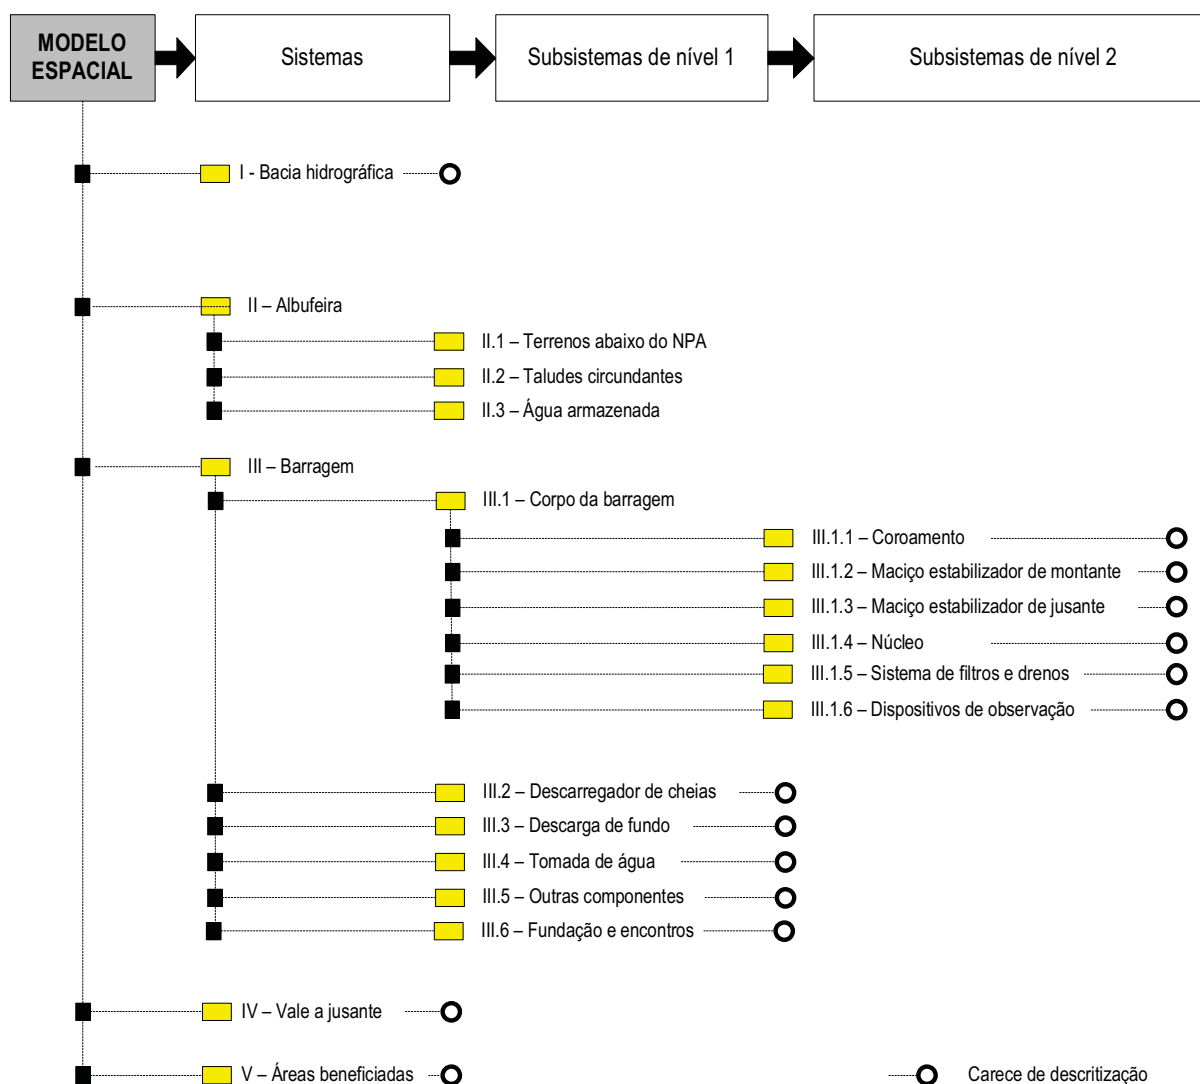 MODELO
ESPACIAL
Sistemas
Subsistemas de nível 1
Subsistemas de nível 2
I - Bacia hidrográfica
II – Albufeira
II.1 – Terrenos abaixo do NPA
II.2 – Taludes circundantes
II.3 – Água armazenada
III – Barragem
III.1 – Corpo da barragem
III.1.1 – Coroamento
III.1.2 – Maciço estabilizador de montante
III.1.3 – Maciço estabilizador de jusante
III.1.4 – Núcleo
III.1.5 – Sistema de filtros e drenos
III.1.6 – Dispositivos de observação
III.2 – Descarregador de cheias
III.3 – Descarga de fundo
III.4 – Tomada de água
III.5 – Outras componentes
III.6 – Fundação e encontros
IV – Vale a jusante
V – Áreas beneficiadas
Carece de descritização